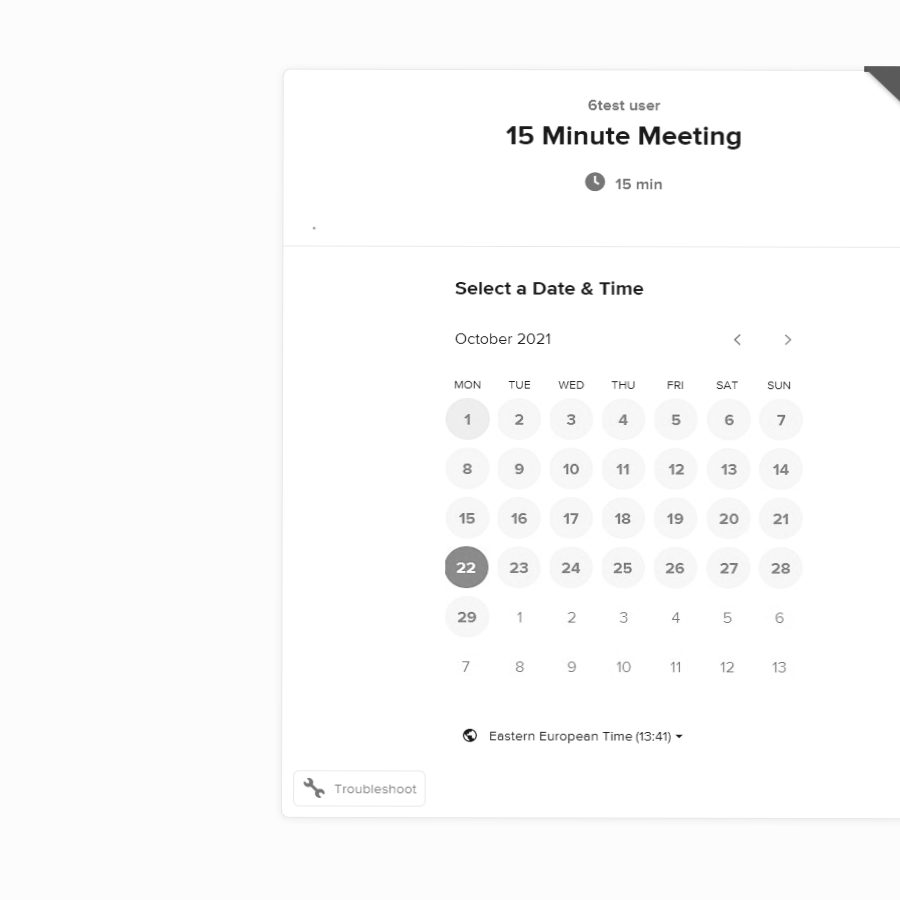 6test user
15 Minute Meeting
15 min
.
Select a Date & Time
October 2021
MON TUE WED THU FRI SAT SUN
1 2 3 4 5 6 7
8 9 10 11 12 13 14
15 16 17 18 19 20 21
22 23 24 25 26 27 28
29 1 2 3 4 5 6
7 8 9 10 11 12 13
Eastern European Time (13:41)
Troubleshoot